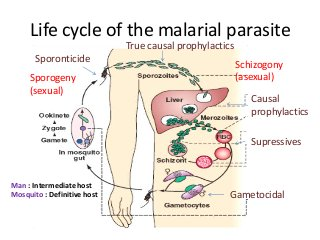 Life cycle of the malarial parasite
True causal prophylactics
Sporonticide
Schizogony
(asexual)
Sporozoites
Sporogeny
(sexual)
Liver
Causal
prophylactics
Merozoites
Ookinete
Zygote
Gamete
In mosquito
gut
RBC
Supressives
Schizont
Man : Intermediate host
Mosquito : Definitive host
Gametocidal
Gametocytes